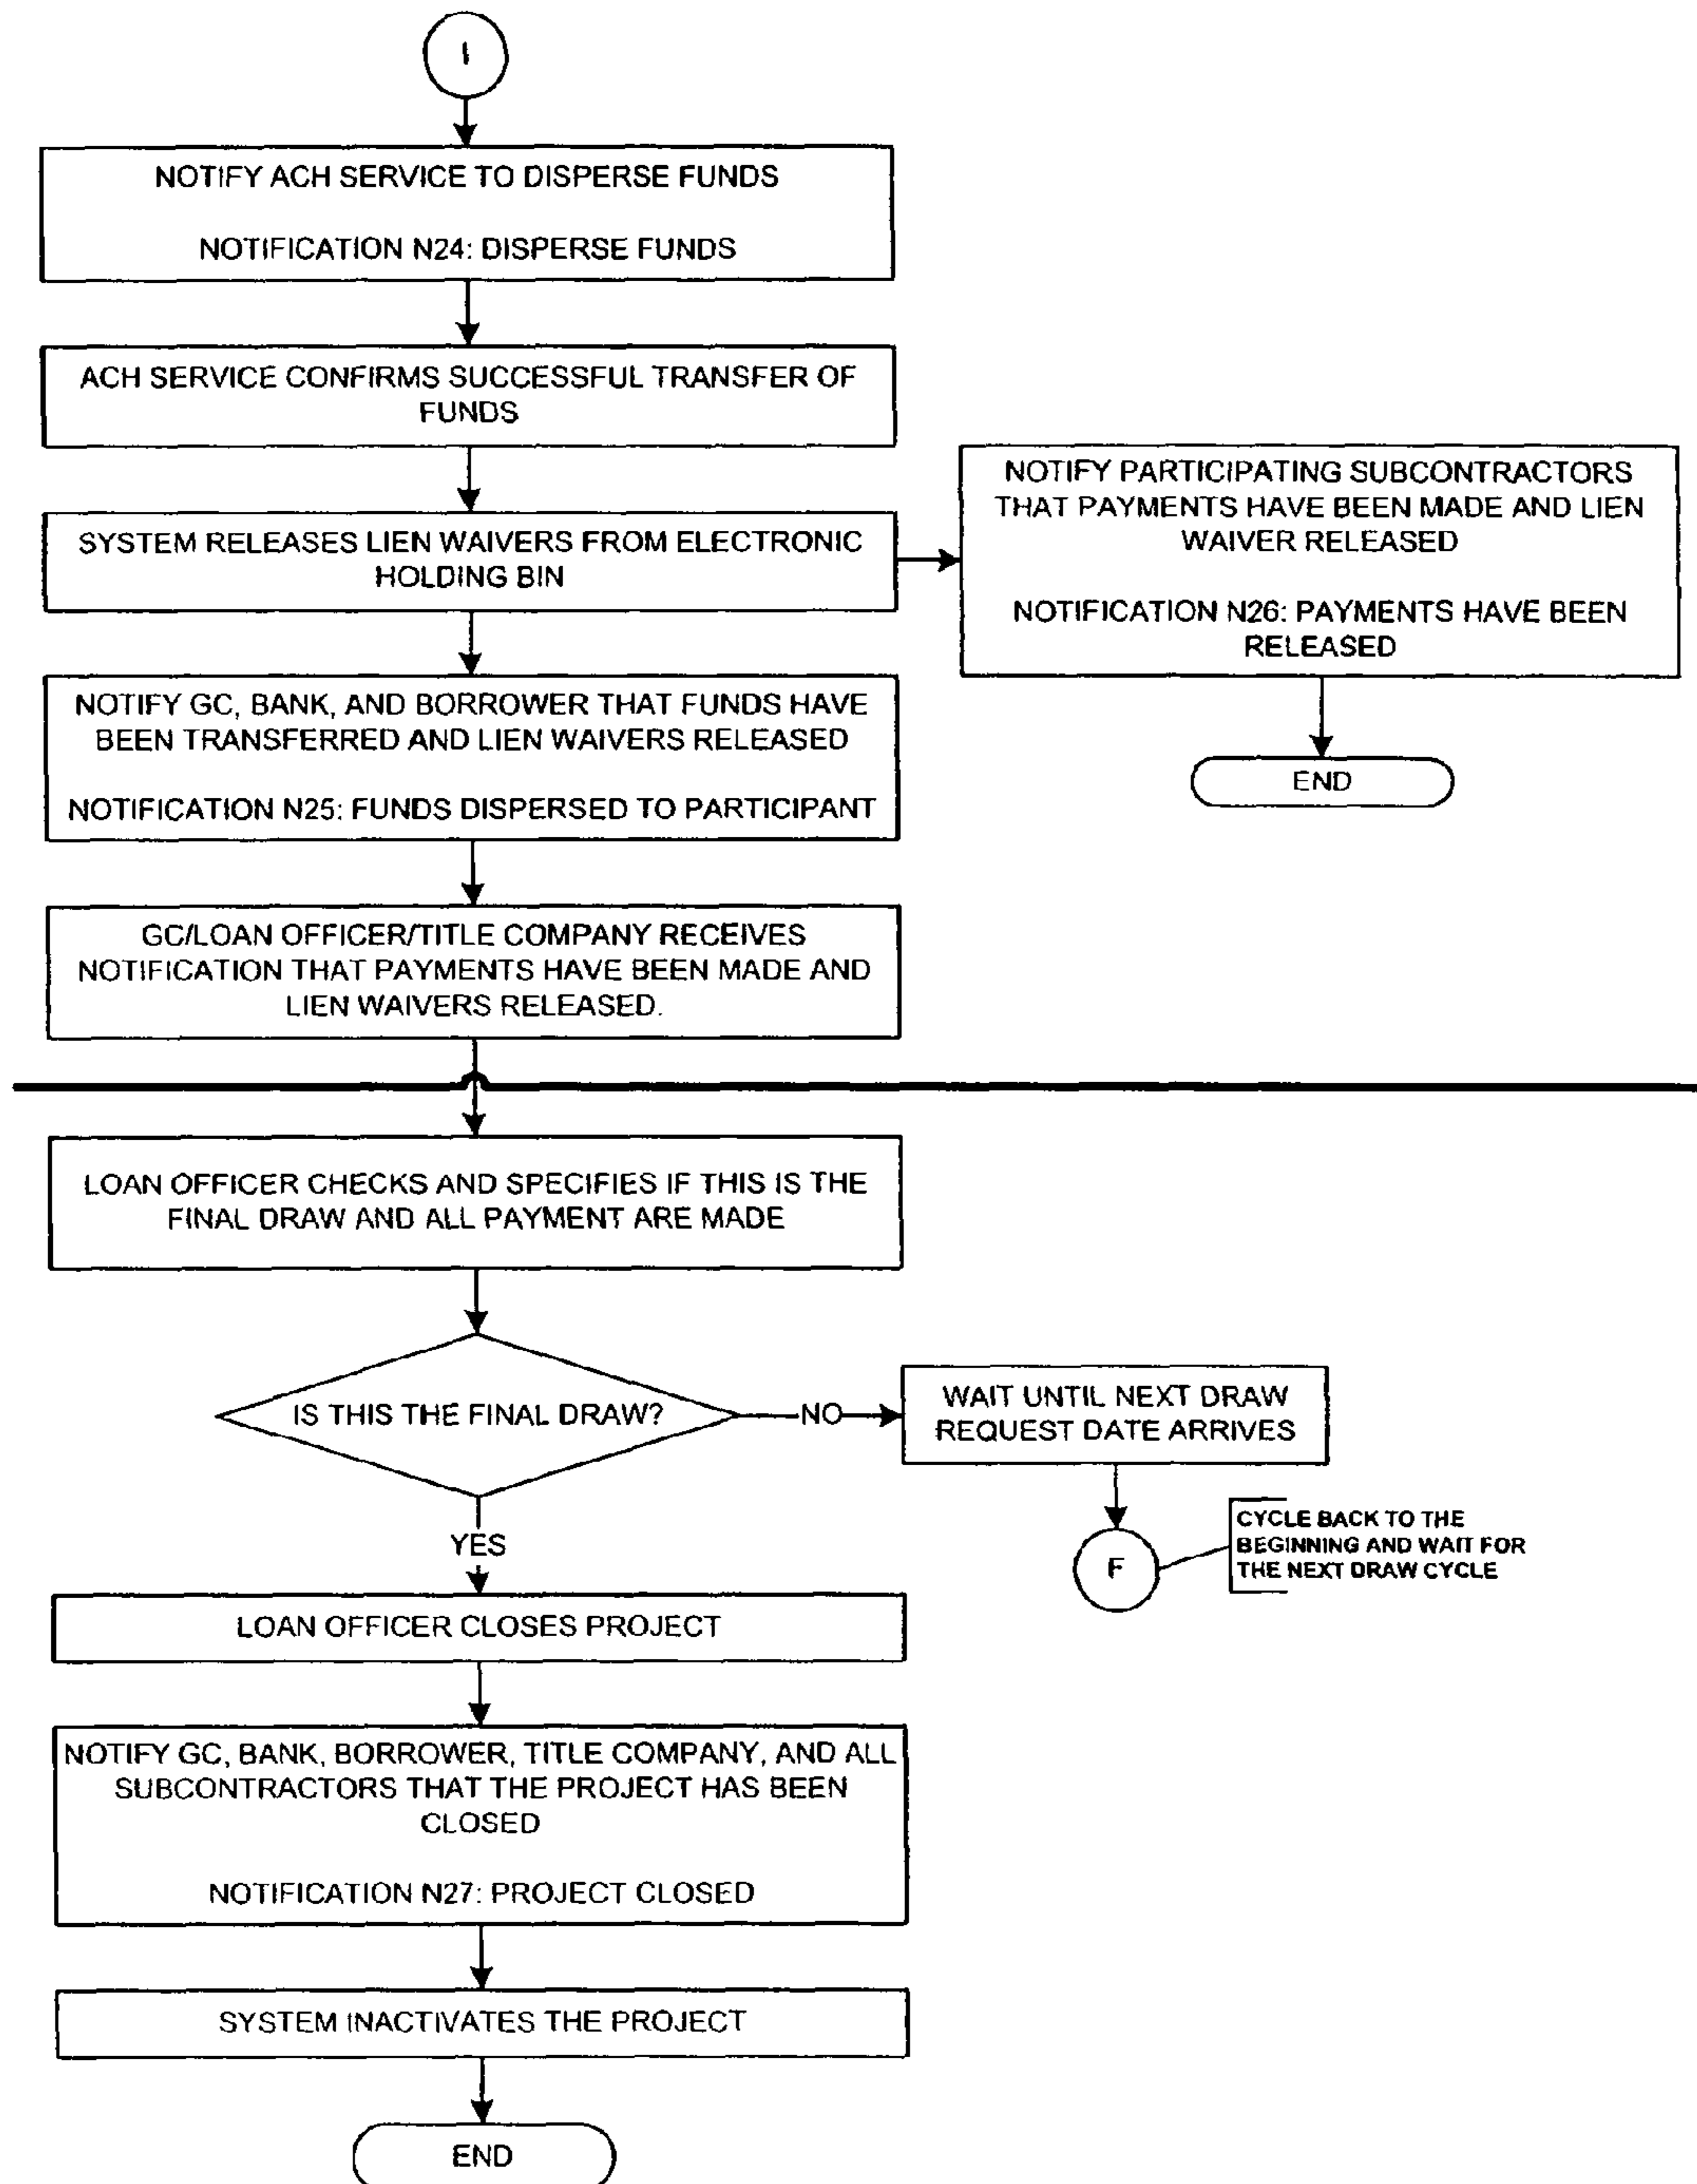 I
NOTIFY ACH SERVICE TO DISPERSE FUNDS
NOTIFICATION N24: DISPERSE FUNDS
ACH SERVICE CONFIRMS SUCCESSFUL TRANSFER OF
FUNDS
SYSTEM RELEASES LIEN WAIVERS FROM ELECTRONIC
HOLDING BIN
NOTIFY PARTICIPATING SUBCONTRACTORS
THAT PAYMENTS HAVE BEEN MADE AND LIEN
WAIVER RELEASED
NOTIFICATION N26: PAYMENTS HAVE BEEN
RELEASED
END
NOTIFY GC, BANK, AND BORROWER THAT FUNDS HAVE
BEEN TRANSFERRED AND LIEN WAIVERS RELEASED
NOTIFICATION N25: FUNDS DISPERSED TO PARTICIPANT
GC/LOAN OFFICER/TITLE COMPANY RECEIVES
NOTIFICATION THAT PAYMENTS HAVE BEEN MADE AND
LIEN WAIVERS RELEASED.
LOAN OFFICER CHECKS AND SPECIFIES IF THIS IS THE
FINAL DRAW AND ALL PAYMENT ARE MADE
IS THIS THE FINAL DRAW?
NO
WAIT UNTIL NEXT DRAW
REQUEST DATE ARRIVES
F
CYCLE BACK TO THE
BEGINNING AND WAIT FOR
THE NEXT DRAW CYCLE
YES
LOAN OFFICER CLOSES PROJECT
NOTIFY GC, BANK, BORROWER, TITLE COMPANY, AND ALL
SUBCONTRACTORS THAT THE PROJECT HAS BEEN
CLOSED
NOTIFICATION N27: PROJECT CLOSED
SYSTEM INACTIVATES THE PROJECT
END